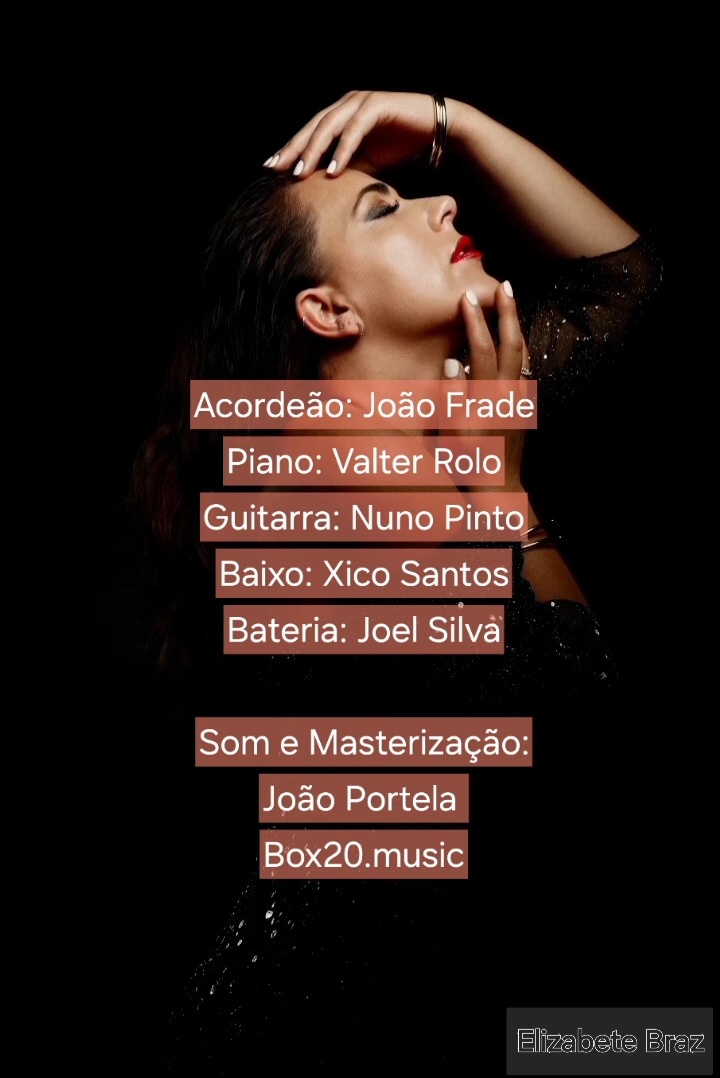 Acordeão: João Frade
Piano: Valter Rolo
Guitarra: Nuno Pinto
Baixo: Xico Santos
Bateria: Joel Silva
Som e Masterização:
João Portela
Box20.music
Elizabete Braz